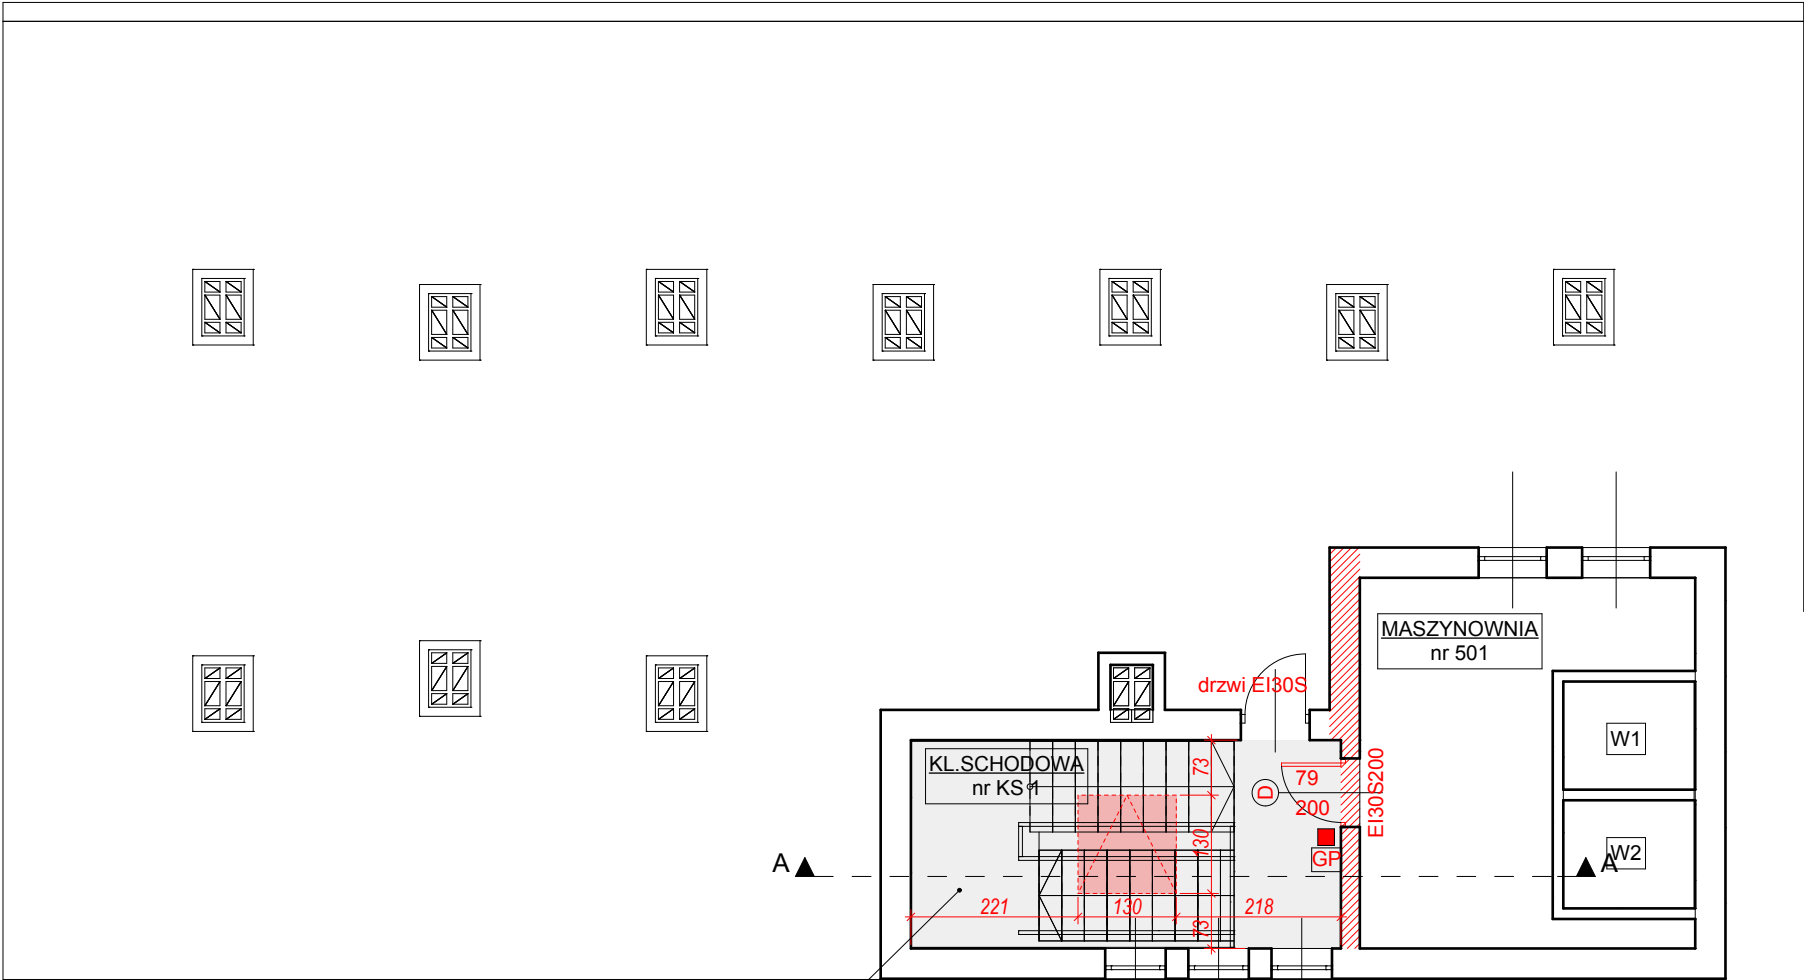 MASZYNOWNIA
nr 501
drzwi EI30S
W1
KL.SCHODOWA
nr KS 1
73
D
79
200
EI30S200
130
GP
W2
A
A
221
130
218
73